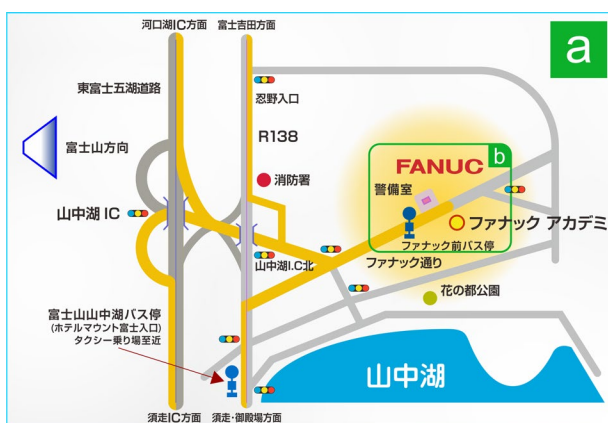 河口湖IC方面
富士吉田方面
a
東富士五湖道路
忍野入口
R138
富士山方向
FANUC
b
消防署
警備室
山中湖 IC
ファナック アカデミ
ファナック前バス停
山中湖I.C北
ファナック通り
花の都公園
富士山山中湖バス停
(ホテルマウント富士入口)
タクシー乗り場至近
山中湖
須走IC方面
須走・御殿場方面